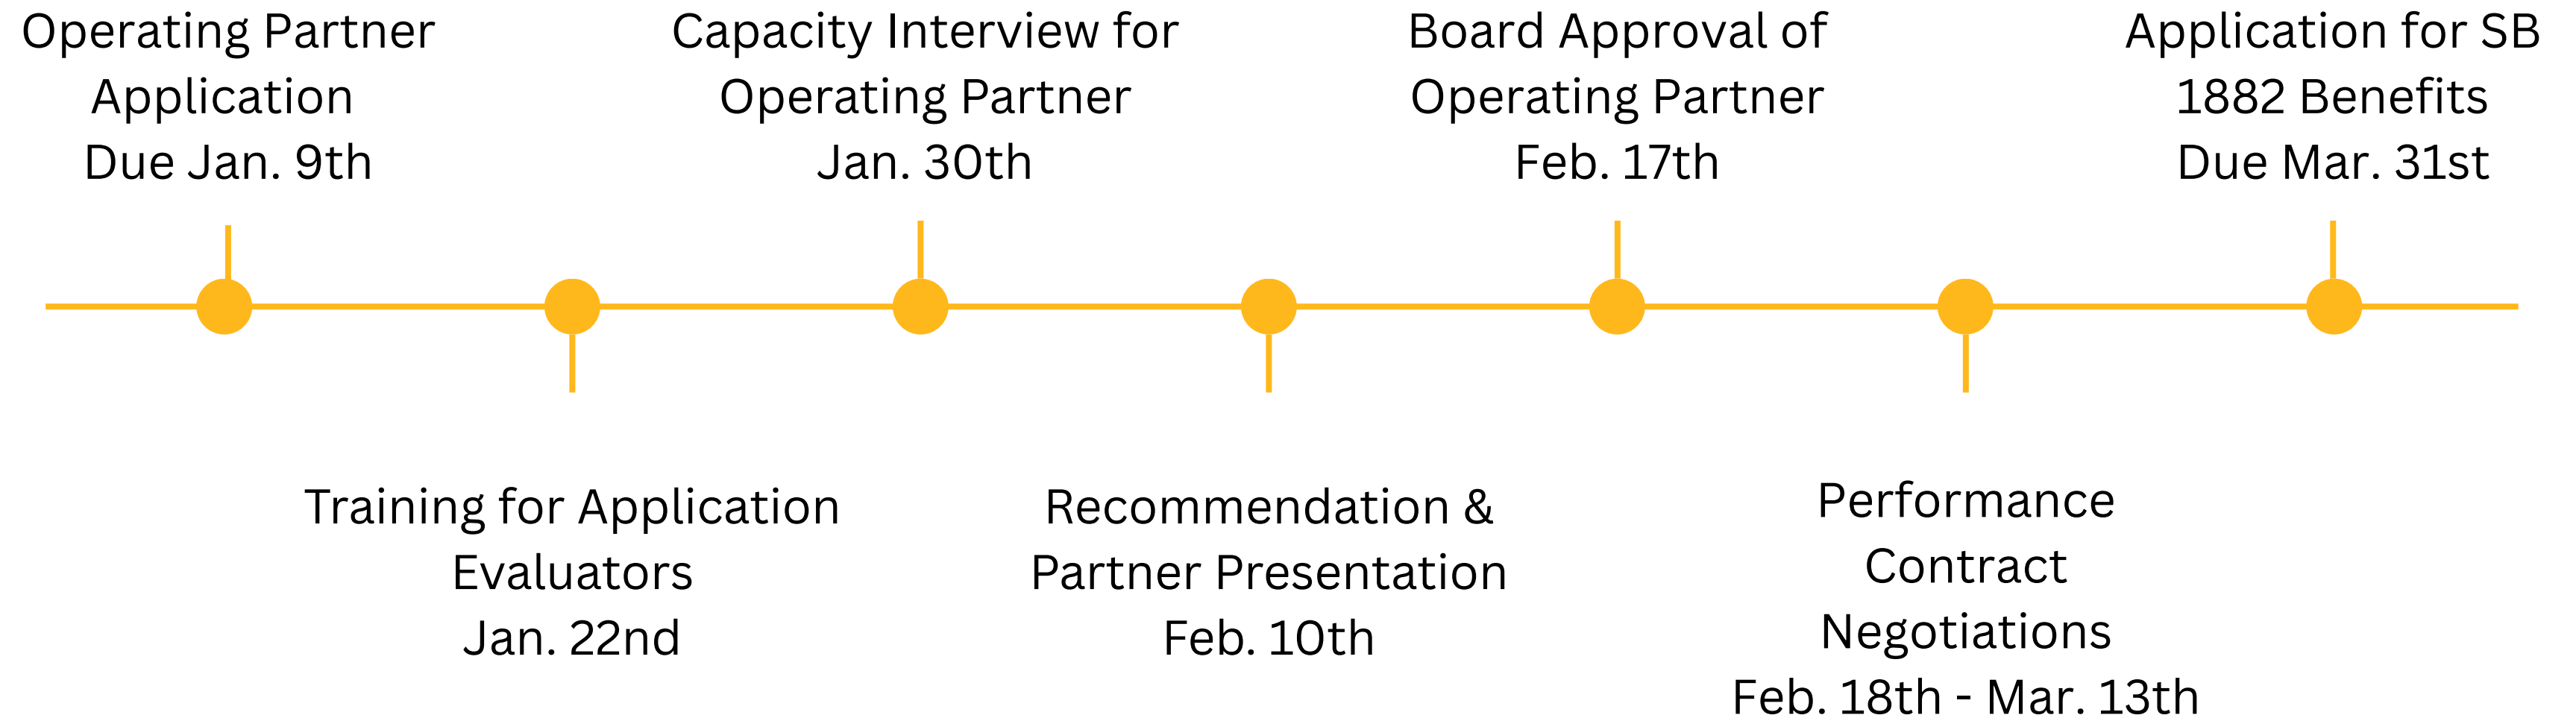 Operating Partner
Application
Due Jan. 9th
Training for Application
Evaluators
Jan. 22nd
Capacity Interview for
Operating Partner
Jan. 30th
Recommendation &
Partner Presentation
Feb. 10th
Board Approval of
Operating Partner
Feb. 17th
Performance
Contract
Negotiations
Feb. 18th - Mar. 13th
Application for SB
1882 Benefits
Due Mar. 31st